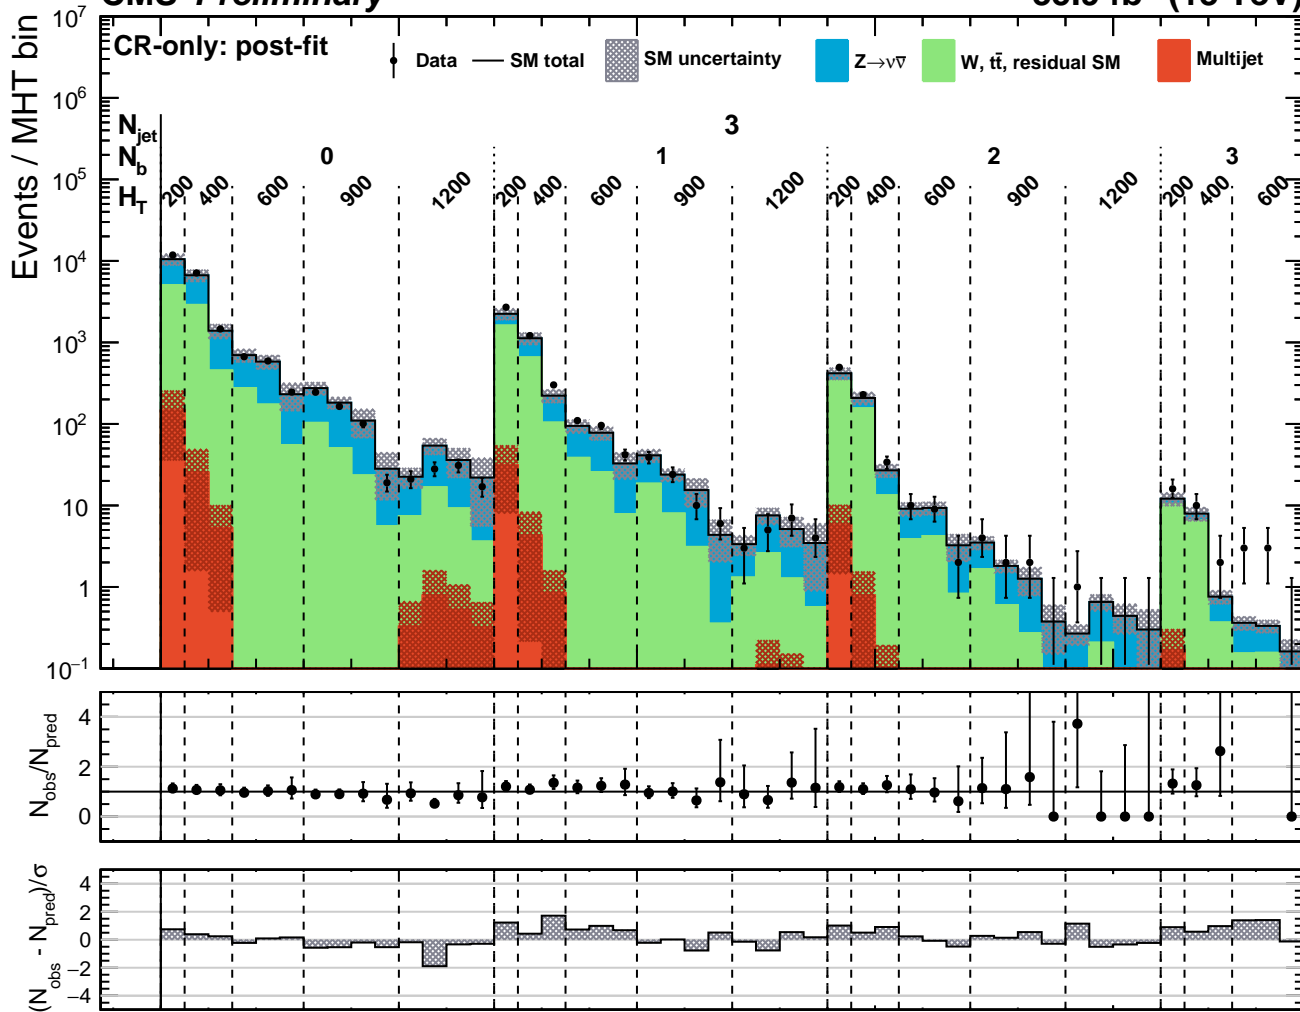 CMS Preliminary
CR-only: post-fit
Data
SM total
SM uncertainty
Z→νν̅
W, tt̅, residual SM
Multijet
Events / MHT bin
10⁷
10⁶
10⁵
10⁴
10³
10²
10
1
10⁻¹
N_jet 3
N_b 0 1 2 3
H_T 200 400 600 900 1200 200 400 600 900 1200 200 400 600 900 1200 200 400 600
N_obs/N_pred
4
2
0
(N_obs - N_pred)/σ
4
2
0
−2
−4